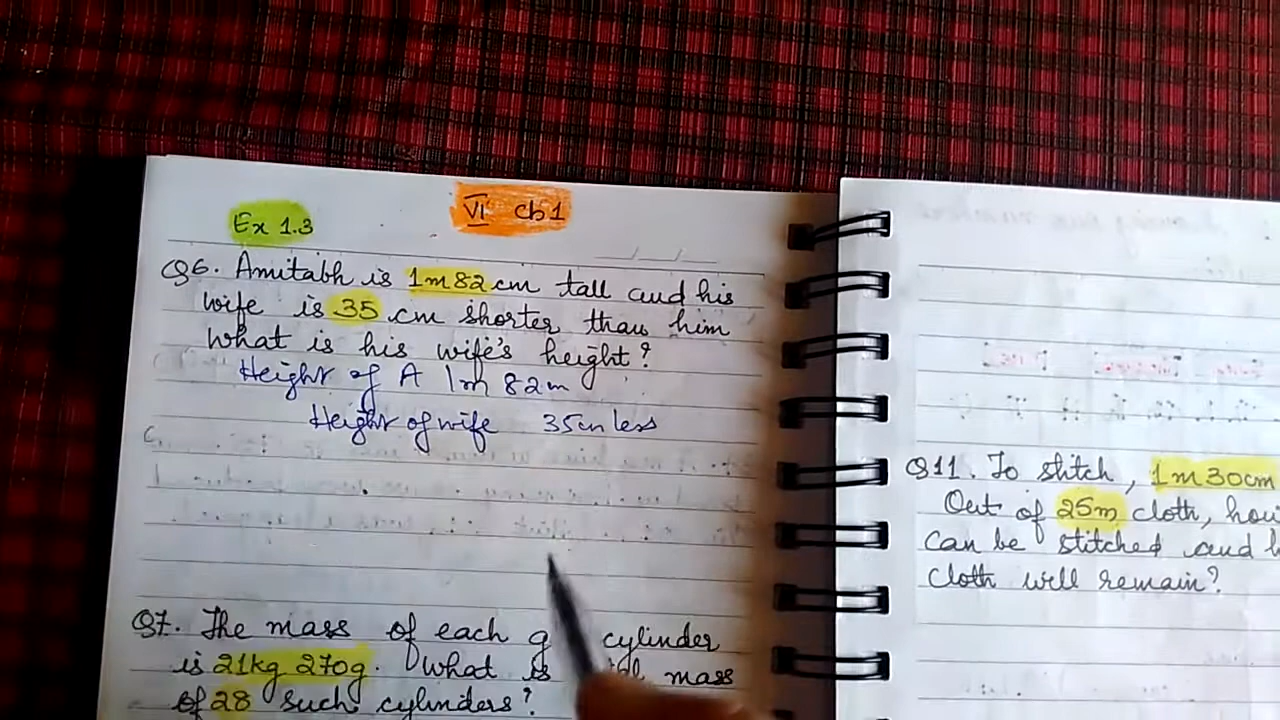 Ex 1.3
VI Ch1
Q6. Amitabh is 1m 82 cm tall and his
wife is 35 cm shorter than him
What is his wife's height?
Height of A 1m 82m
Height of wife 35cm less
Q7. The mass of each cylinder
is 21kg 270g. What is mass
of 28 such cylinders?
Q11. To stitch, 1m 30cm
Out of 25m cloth,
can be stitched and
cloth will remain?